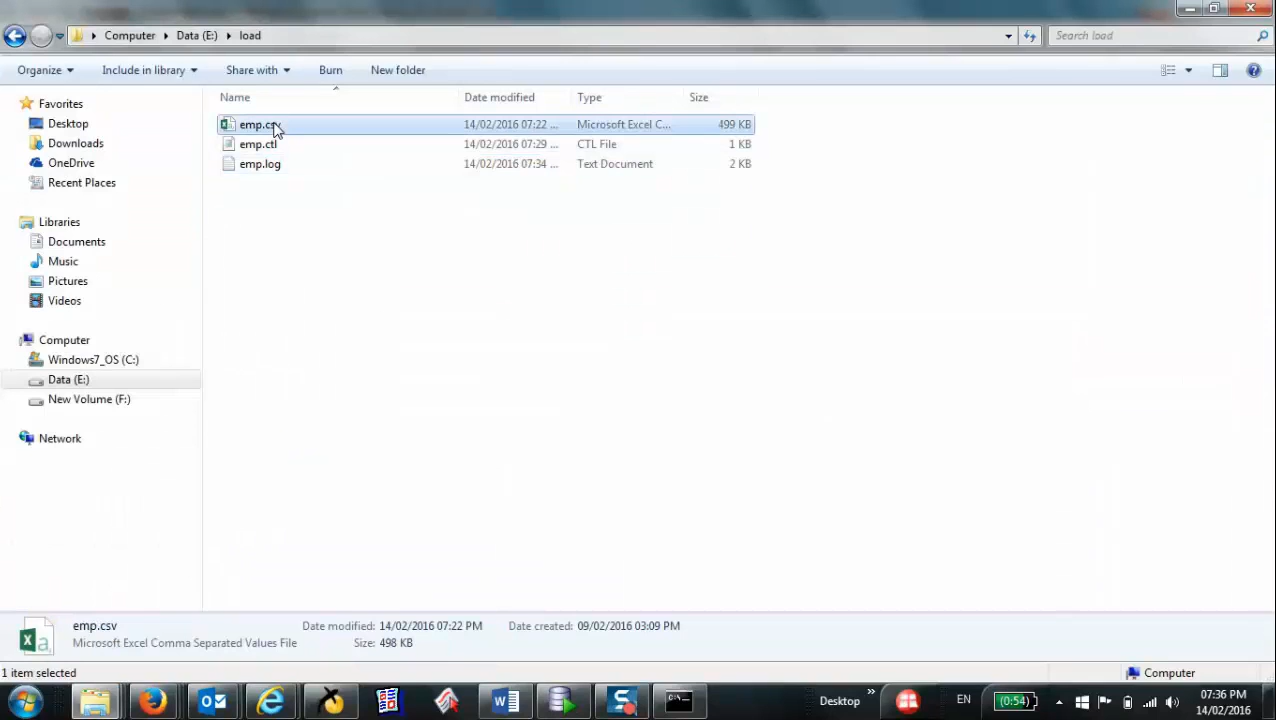 Computer Data (E:) load
Search load
Organize Include in library Share with Burn New folder
Name Date modified Type Size
emp.csv 14/02/2016 07:22 ... Microsoft Excel C... 499 KB
emp.ctl 14/02/2016 07:29 ... CTL File 1 KB
emp.log 14/02/2016 07:34 ... Text Document 2 KB
Favorites
Desktop
Downloads
OneDrive
Recent Places
Libraries
Documents
Music
Pictures
Videos
Computer
Windows7_OS (C:)
Data (E:)
New Volume (F:)
Network
emp.csv Date modified: 14/02/2016 07:22 PM Date created: 09/02/2016 03:09 PM
Microsoft Excel Comma Separated Values File Size: 498 KB
1 item selected Computer
Desktop » EN (0:54) 07:36 PM
14/02/2016